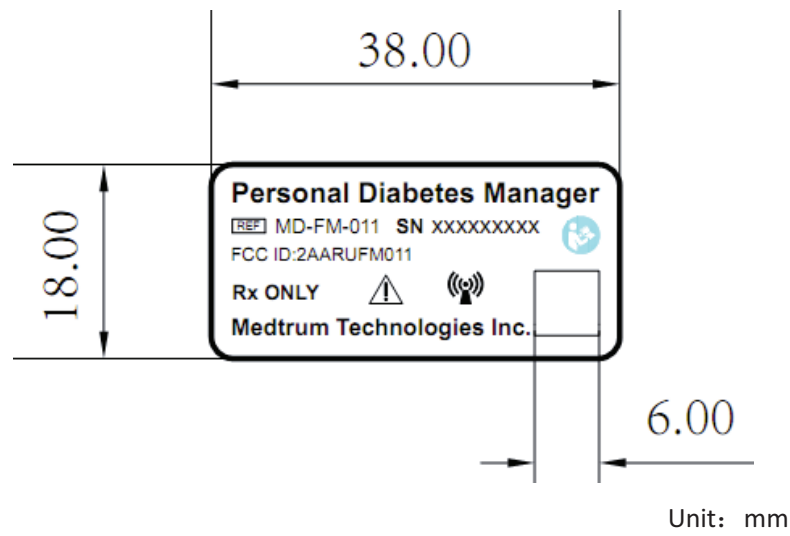 38.00
18.00
Personal Diabetes Manager
REF MD-FM-011 SN XXXXXXXXX
FCC ID:2AARUFM011
Rx ONLY
Medtrum Technologies Inc.
6.00
Unit：mm